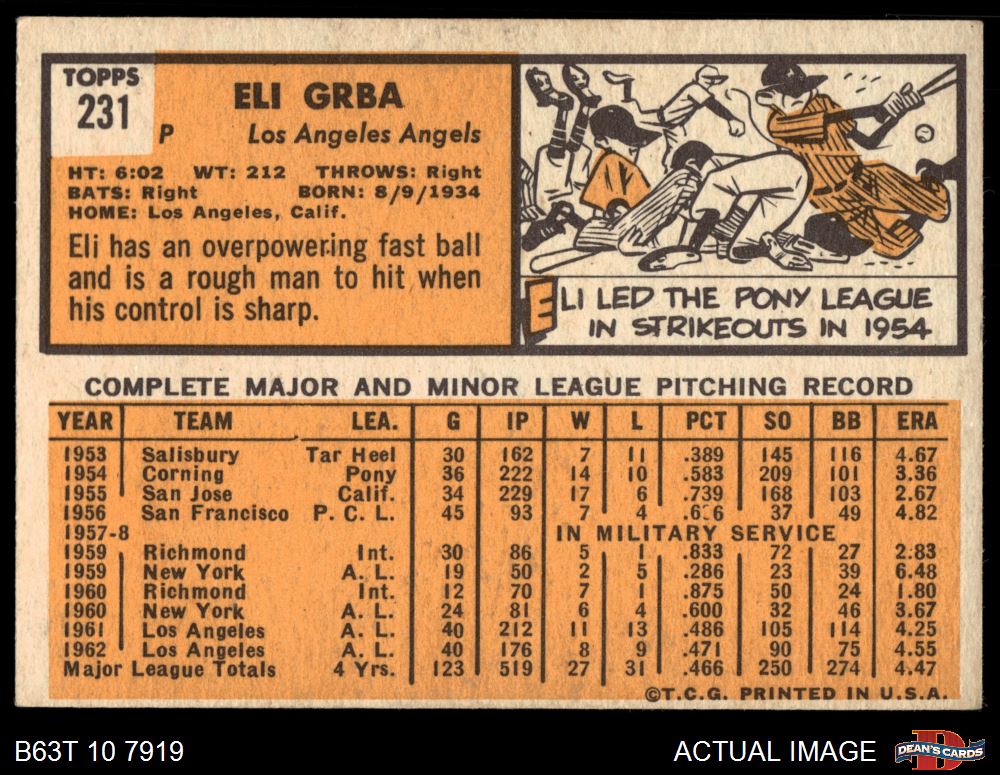 TOPPS
231
ELI GRBA
P Los Angeles Angels
HT: 6:02 WT: 212 THROWS: Right
BATS: Right BORN: 8/9/1934
HOME: Los Angeles, Calif.
Eli has an overpowering fast ball
and is a rough man to hit when
his control is sharp.
ELI LED THE PONY LEAGUE
IN STRIKEOUTS IN 1954
COMPLETE MAJOR AND MINOR LEAGUE PITCHING RECORD
YEAR TEAM LEA. G IP W L PCT SO BB ERA
1953 Salisbury Tar Heel 30 162 7 11 .389 145 116 4.67
1954 Corning Pony 36 222 14 10 .583 209 101 3.36
1955 San Jose Calif. 34 229 17 6 .739 168 103 2.67
1956 San Francisco P. C. L. 45 93 7 4 37 49 4.82
1957-8 IN MILITARY SERVICE
1959 Richmond Int. 30 86 5 1 .833 72 27 2.83
1959 New York A. L. 19 50 2 5 .286 23 39 6.48
1960 Richmond Int. 12 70 7 1 .875 50 24 1.80
1960 New York A. L. 24 81 6 4 .600 32 46 3.67
1961 Los Angeles A. L. 40 212 11 13 .486 105 114 4.25
1962 Los Angeles A. L. 40 176 8 9 .471 90 75 4.55
Major League Totals 4 Yrs. 123 519 27 31 .466 250 274 4.47
©T.C.G. PRINTED IN U.S.A.
B63T 10 7919 ACTUAL IMAGE DEAN'S CARDS